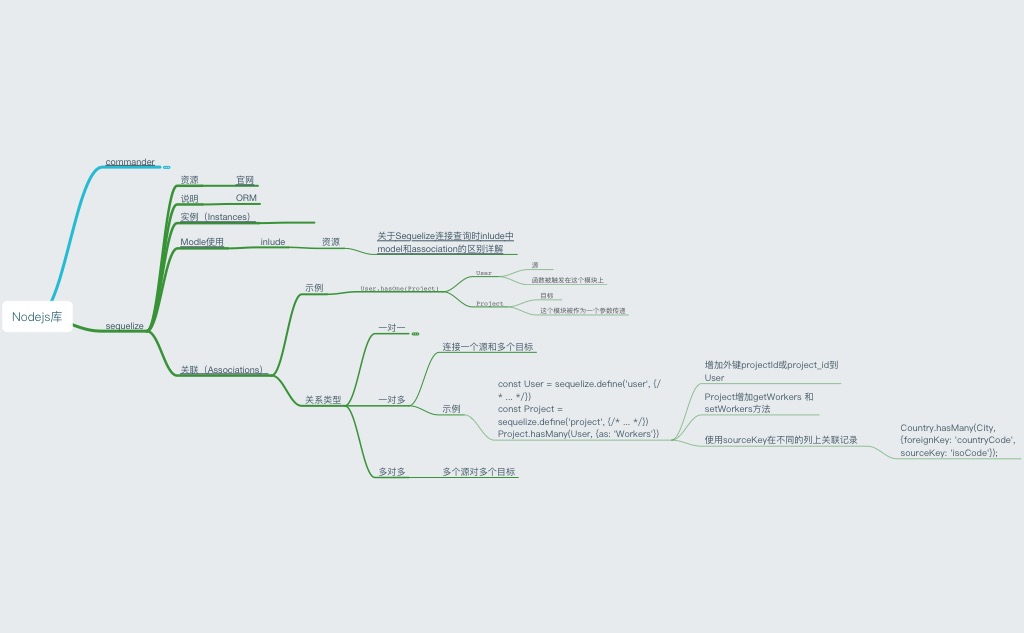 Nodejs库
commander
sequelize
资源
官网
说明
ORM
实例（Instances）
Modle使用
inlude
资源
关于Sequelize连接查询时inlude中
model和association的区别详解
关联（Associations）
示例
User.hasOne(Project)
User
源
函数被触发在这个模块上
Project
目标
这个模块被作为一个参数传递
关系类型
一对一
一对多
连接一个源和多个目标
示例
const User = sequelize.define('user', {/
* ... */})
const Project =
sequelize.define('project', {/* ... */})
Project.hasMany(User, {as: 'Workers'})
增加外键projectId或project_id到
User
Project增加getWorkers 和
setWorkers方法
使用sourceKey在不同的列上关联记录
Country.hasMany(City,
{foreignKey: 'countryCode',
sourceKey: 'isoCode'});
多对多
多个源对多个目标